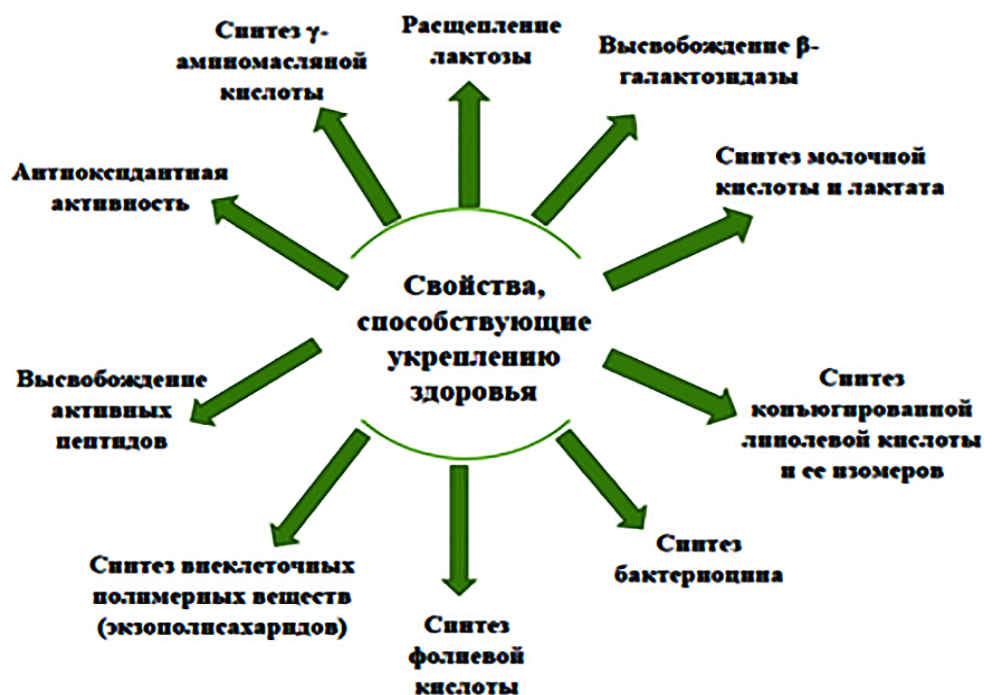 Синтез γ-
аминомасляной
кислоты
Расщепление
лактозы
Высвобождение β-
галактозидазы
Антиоксидантная
активность
Синтез молочной
кислоты и лактата
Свойства,
способствующие
укреплению
здоровья
Высвобождение
активных
пептидов
Синтез
конъюгированной
линолевой кислоты
и ее изомеров
Синтез внеклеточных
полимерных веществ
(экзополисахаридов)
Синтез
фолиевой
кислоты
Синтез
бактериоцина